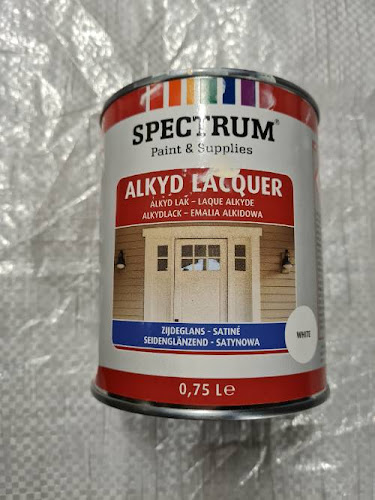 SPECTRUM®
Paint & Supplies
ALKYD LACQUER
ALKYD LAK – LAQUE ALKYDE
ALKYDLACK – EMALIA ALKIDOWA
ZIJDEGLANS - SATINÉ
SEIDENGLÄNZEND - SATYNOWA
WHITE
0,75 L℮